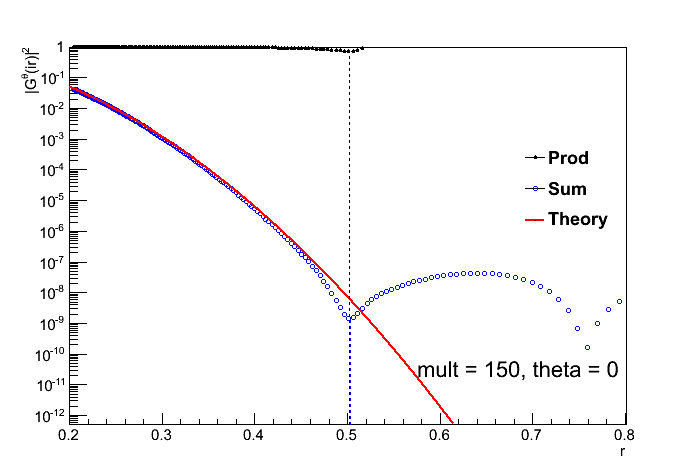 |G^θ(ir)|^2
1
10^-1
10^-2
10^-3
10^-4
10^-5
10^-6
10^-7
10^-8
10^-9
10^-10
10^-11
10^-12
Prod
Sum
Theory
mult = 150, theta = 0
0.2 0.3 0.4 0.5 0.6 0.7 0.8
r